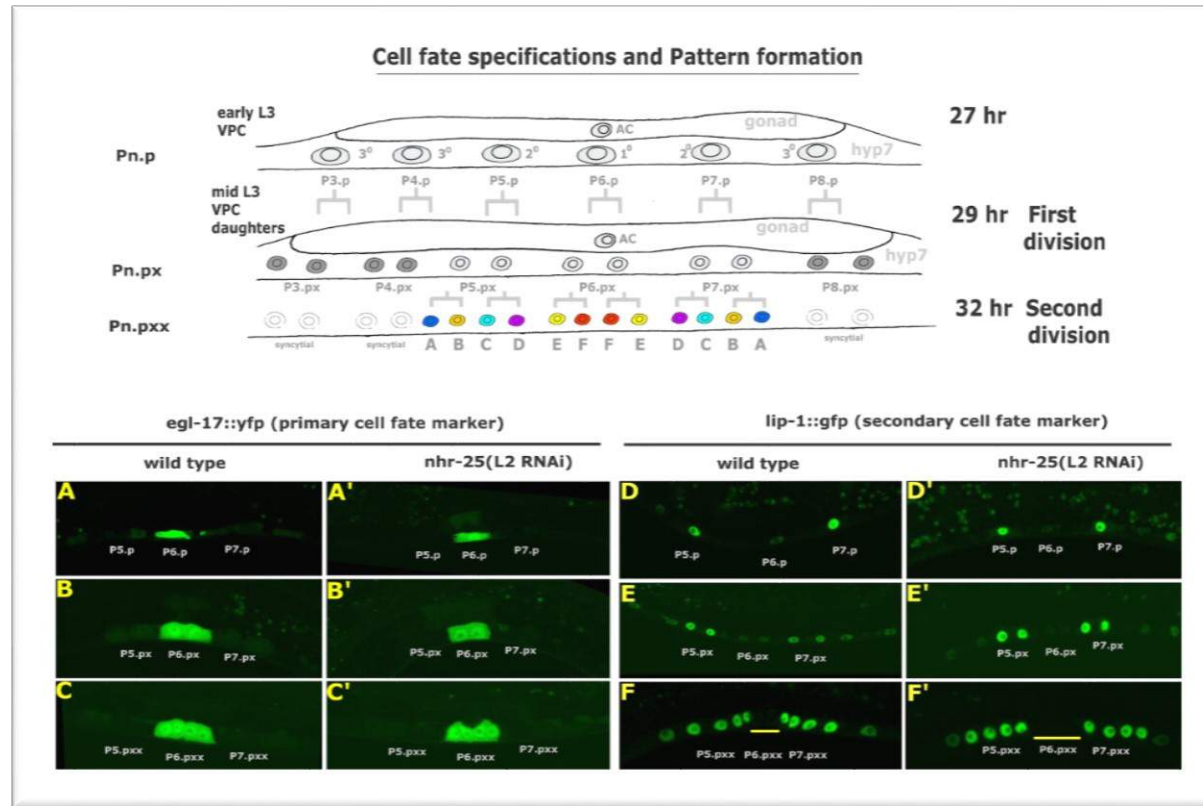 Cell fate specifications and Pattern formation
early L3
VPC
27 hr
AC
gonad
Pn.p
3⁰ 3⁰ 2⁰ 1⁰ 2⁰ 3⁰
hyp7
P3.p P4.p P5.p P6.p P7.p P8.p
mid L3
VPC
daughters
29 hr First
division
gonad
AC
hyp7
Pn.px
P3.px P4.px P5.px P6.px P7.px P8.px
32 hr Second
division
Pn.pxx
syncytial syncytial A B C D E F F E D C B A syncytial
egl-17::yfp (primary cell fate marker)
lip-1::gfp (secondary cell fate marker)
wild type
nhr-25(L2 RNAi)
wild type
nhr-25(L2 RNAi)
A
P5.p P6.p P7.p
A'
P5.p P6.p P7.p
D
P5.p P6.p P7.p
D'
P5.p P6.p P7.p
B
P5.px P6.px P7.px
B'
P5.px P6.px P7.px
E
P5.px P6.px P7.px
E'
P5.px P6.px P7.px
C
P5.pxx P6.pxx P7.pxx
C'
P5.pxx P6.pxx P7.pxx
F
P5.pxx P6.pxx P7.pxx
F'
P5.pxx P6.pxx P7.pxx